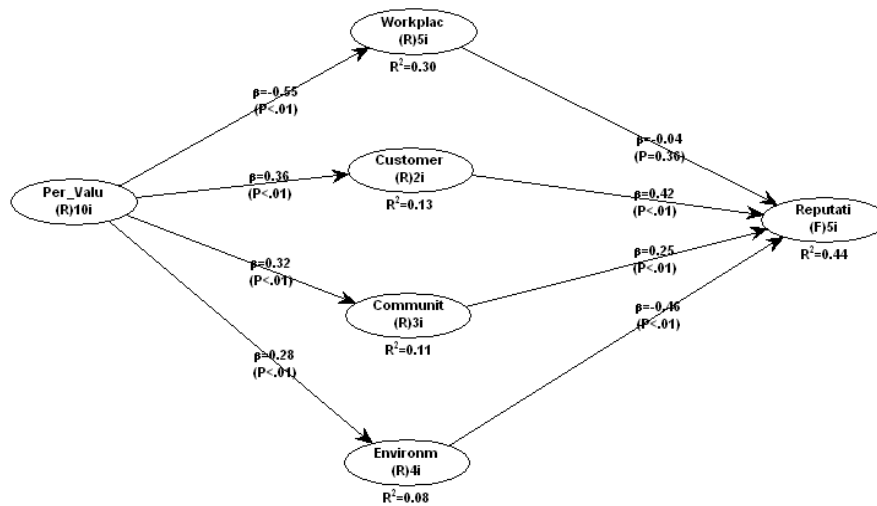 Workplac
(R)5i
R²=0.30
β=-0.55
(P<.01)
β=-0.04
(P=0.36)
Customer
(R)2i
R²=0.13
β=0.36
(P<.01)
β=0.42
(P<.01)
Per_Valu
(R)10i
Reputati
(F)5i
R²=0.44
β=0.32
(P<.01)
β=0.25
(P<.01)
Communit
(R)3i
R²=0.11
β=-0.46
(P<.01)
β=0.28
(P<.01)
Environm
(R)4i
R²=0.08